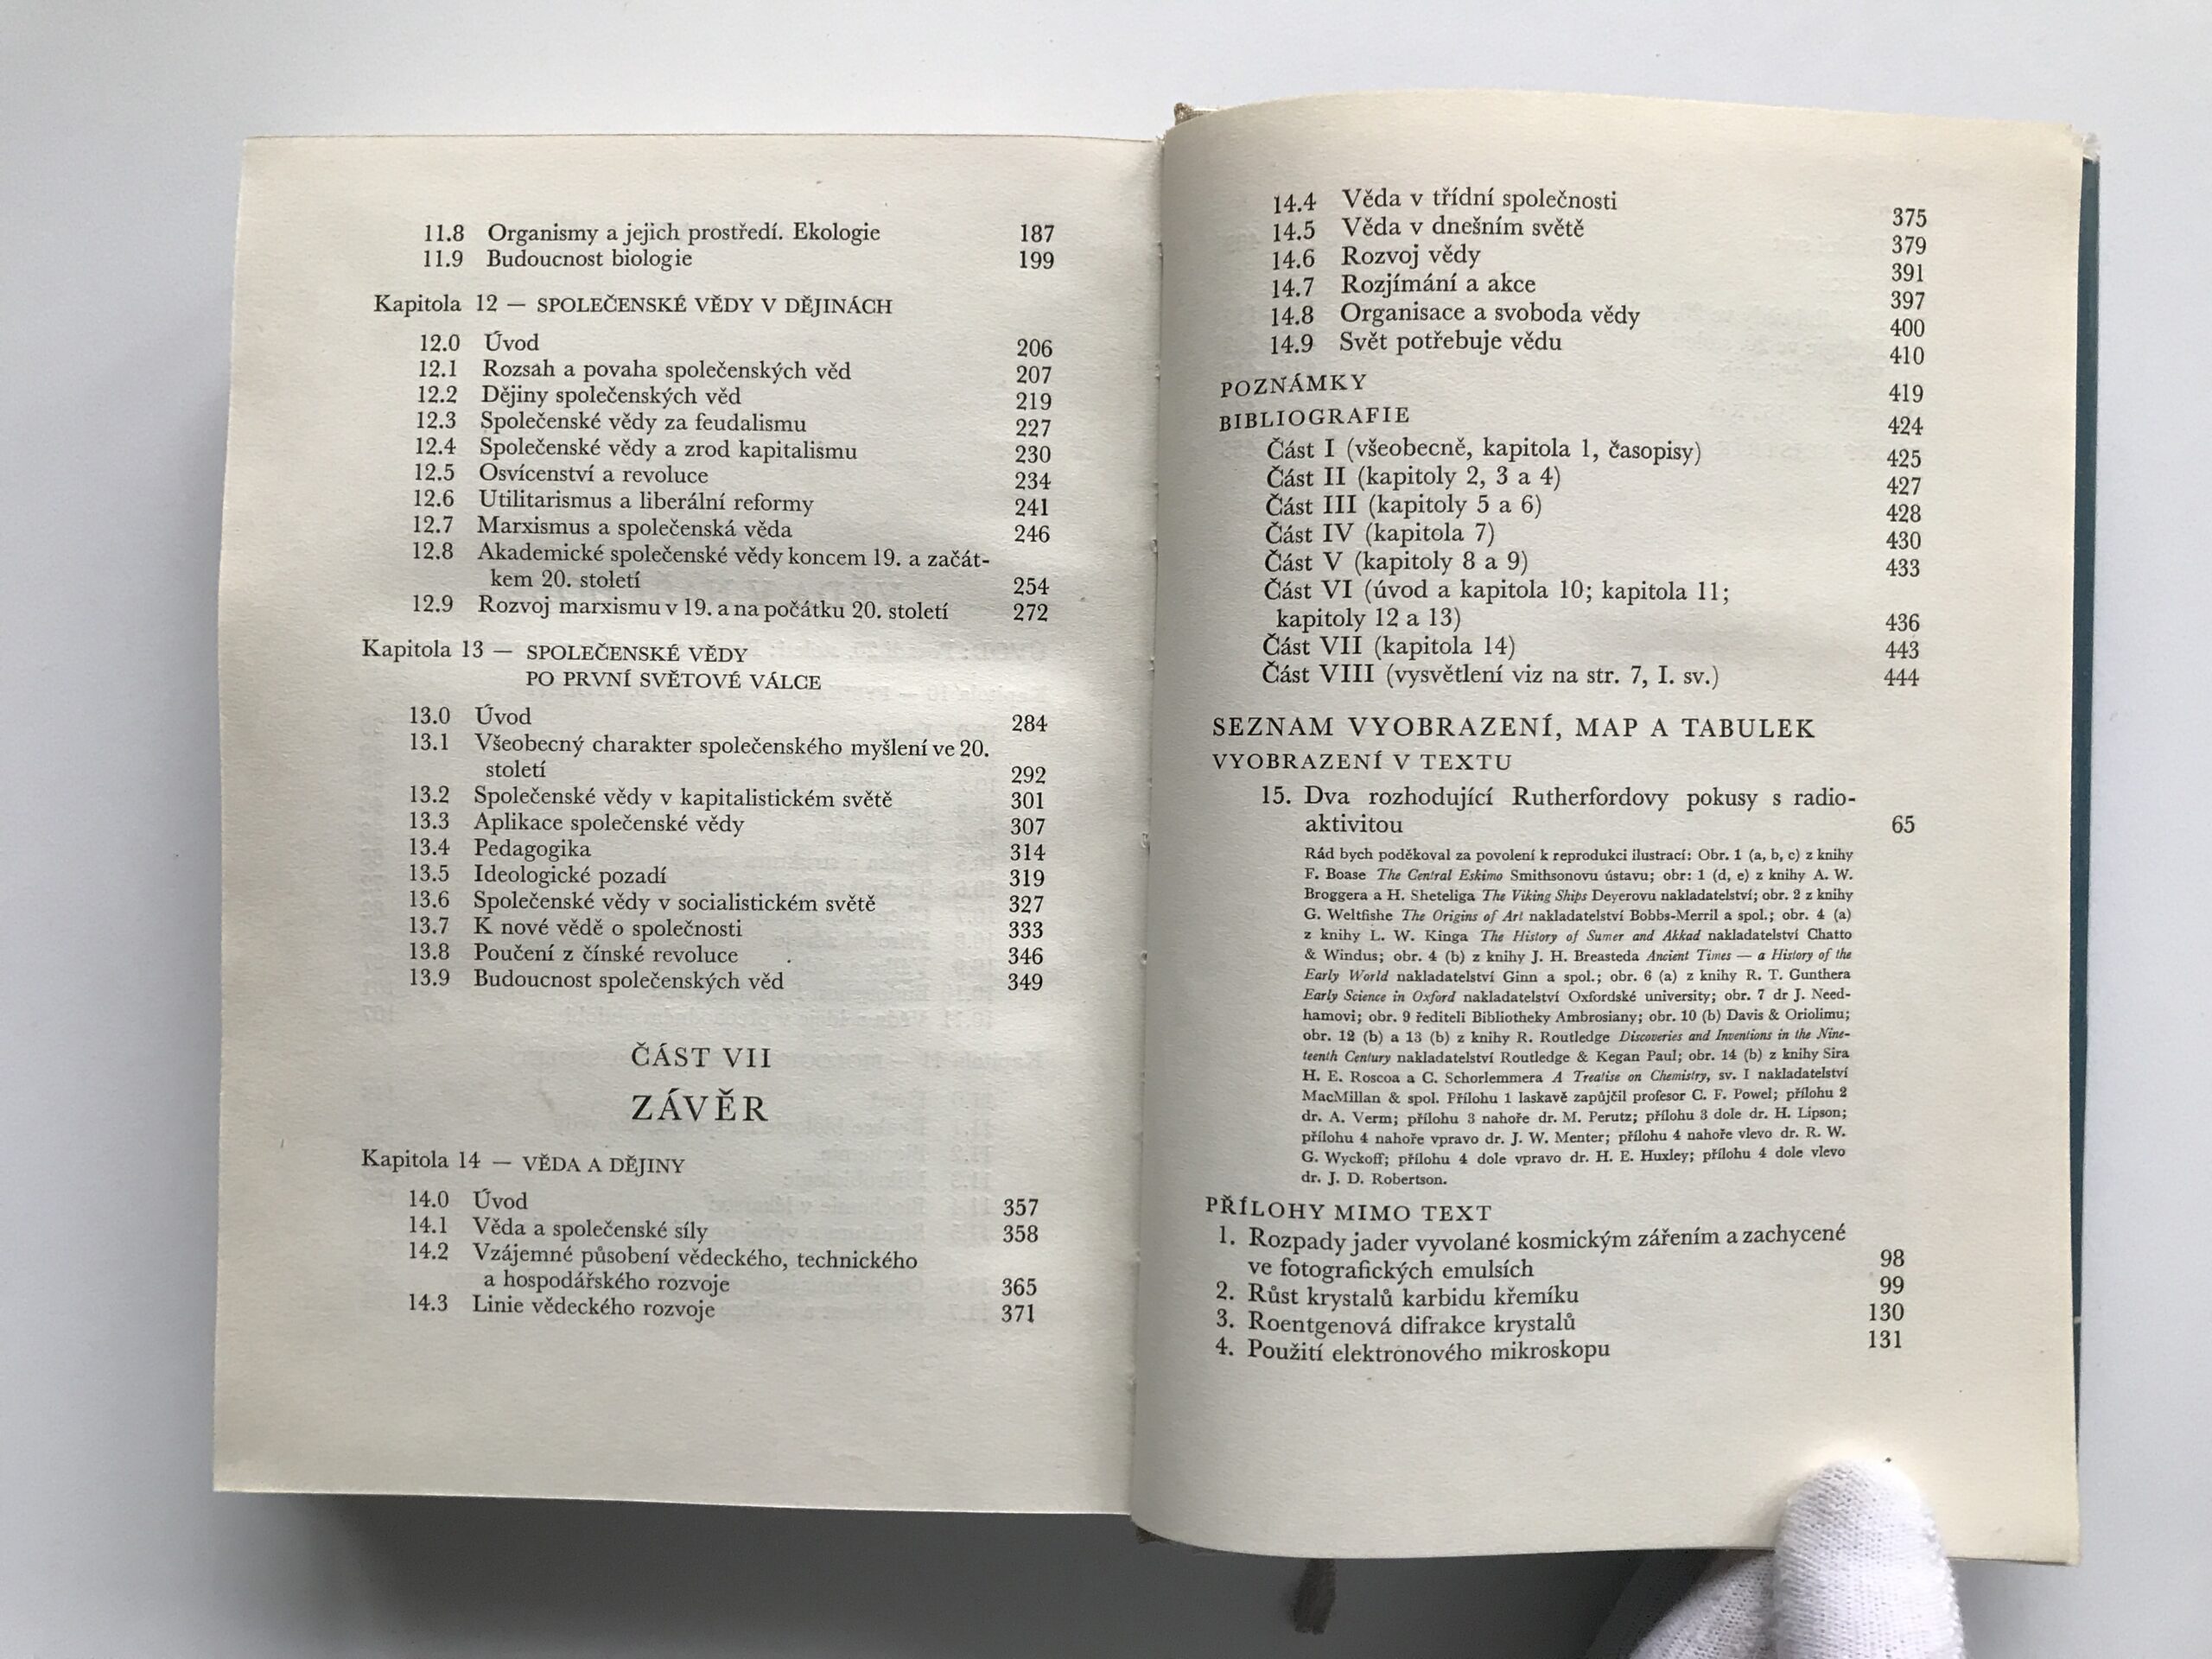 11.8 Organismy a jejich prostředí. Ekologie 187
11.9 Budoucnost biologie 199
Kapitola 12 — SPOLEČENSKÉ VĚDY V DĚJINÁCH
12.0 Úvod 206
12.1 Rozsah a povaha společenských věd 207
12.2 Dějiny společenských věd 219
12.3 Společenské vědy za feudalismu 227
12.4 Společenské vědy a zrod kapitalismu 230
12.5 Osvícenství a revoluce 234
12.6 Utilitarismus a liberální reformy 241
12.7 Marxismus a společenská věda 246
12.8 Akademické společenské vědy koncem 19. a začát-
kem 20. století 254
12.9 Rozvoj marxismu v 19. a na počátku 20. století 272
Kapitola 13 — SPOLEČENSKÉ VĚDY
PO PRVNÍ SVĚTOVÉ VÁLCE
13.0 Úvod 284
13.1 Všeobecný charakter společenského myšlení ve 20.
století 292
13.2 Společenské vědy v kapitalistickém světě 301
13.3 Aplikace společenské vědy 307
13.4 Pedagogika 314
13.5 Ideologické pozadí 319
13.6 Společenské vědy v socialistickém světě 327
13.7 K nové vědě o společnosti 333
13.8 Poučení z čínské revoluce 346
13.9 Budoucnost společenských věd 349
ČÁST VII
ZÁVĚR
Kapitola 14 — VĚDA A DĚJINY
14.0 Úvod 357
14.1 Věda a společenské síly 358
14.2 Vzájemné působení vědeckého, technického
a hospodářského rozvoje 365
14.3 Linie vědeckého rozvoje 371
14.4 Věda v třídní společnosti 375
14.5 Věda v dnešním světě 379
14.6 Rozvoj vědy 391
14.7 Rozjímání a akce 397
14.8 Organisace a svoboda vědy 400
14.9 Svět potřebuje vědu 410
POZNÁMKY 419
BIBLIOGRAFIE 424
Část I (všeobecně, kapitola 1, časopisy) 425
Část II (kapitoly 2, 3 a 4) 427
Část III (kapitoly 5 a 6) 428
Část IV (kapitola 7) 430
Část V (kapitoly 8 a 9) 433
Část VI (úvod a kapitola 10; kapitola 11;
kapitoly 12 a 13) 436
Část VII (kapitola 14) 443
Část VIII (vysvětlení viz na str. 7, I. sv.) 444
SEZNAM VYOBRAZENÍ, MAP A TABULEK
VYOBRAZENÍ V TEXTU
15. Dva rozhodující Rutherfordovy pokusy s radio-
aktivitou 65
Rád bych poděkoval za povolení k reprodukci ilustrací: Obr. 1 (a, b, c) z knihy
F. Boase The Central Eskimo Smithsonovu ústavu; obr: 1 (d, e) z knihy A. W.
Broggera a H. Sheteliga The Viking Ships Deyerovu nakladatelství; obr. 2 z knihy
G. Weltfishe The Origins of Art nakladatelství Bobbs-Merril a spol.; obr. 4 (a)
z knihy L. W. Kinga The History of Sumer and Akkad nakladatelství Chatto
& Windus; obr. 4 (b) z knihy J. H. Breasteda Ancient Times — a History of the
Early World nakladatelství Ginn a spol.; obr. 6 (a) z knihy R. T. Gunthera
Early Science in Oxford nakladatelství Oxfordské university; obr. 7 dr J. Need-
hamovi; obr. 9 řediteli Bibliotheky Ambrosiany; obr. 10 (b) Davis & Oriolimu;
obr. 12 (b) a 13 (b) z knihy R. Routledge Discoveries and Inventions in the Nine-
teenth Century nakladatelství Routledge & Kegan Paul; obr. 14 (b) z knihy Sira
H. E. Roscoa a C. Schorlemmera A Treatise on Chemistry, sv. I nakladatelství
MacMillan & spol. Přílohu 1 laskavě zapůjčil profesor C. F. Powel; přílohu 2
dr. A. Verm; přílohu 3 nahoře dr. M. Perutz; přílohu 3 dole dr. H. Lipson;
přílohu 4 nahoře vpravo dr. J. W. Menter; přílohu 4 nahoře vlevo dr. R. W.
G. Wyckoff; přílohu 4 dole vpravo dr. H. E. Huxley; přílohu 4 dole vlevo
dr. J. D. Robertson.
PŘÍLOHY MIMO TEXT
1. Rozpady jader vyvolané kosmickým zářením a zachycené
ve fotografických emulsích 98
2. Růst krystalů karbidu křemíku 99
3. Roentgenová difrakce krystalů 130
4. Použití elektronového mikroskopu 131